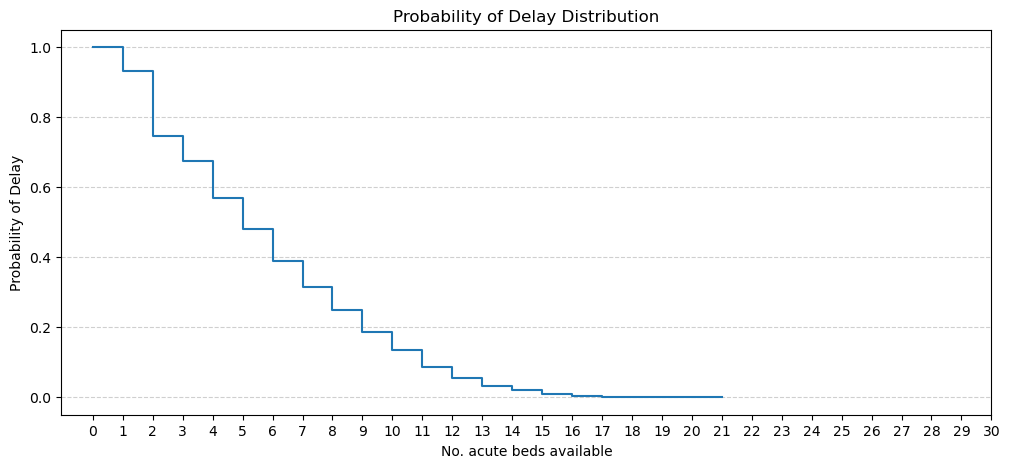 Probability of Delay Distribution
Probability of Delay
1.0
0.8
0.6
0.4
0.2
0.0
0 1 2 3 4 5 6 7 8 9 10 11 12 13 14 15 16 17 18 19 20 21 22 23 24 25 26 27 28 29 30
No. acute beds available